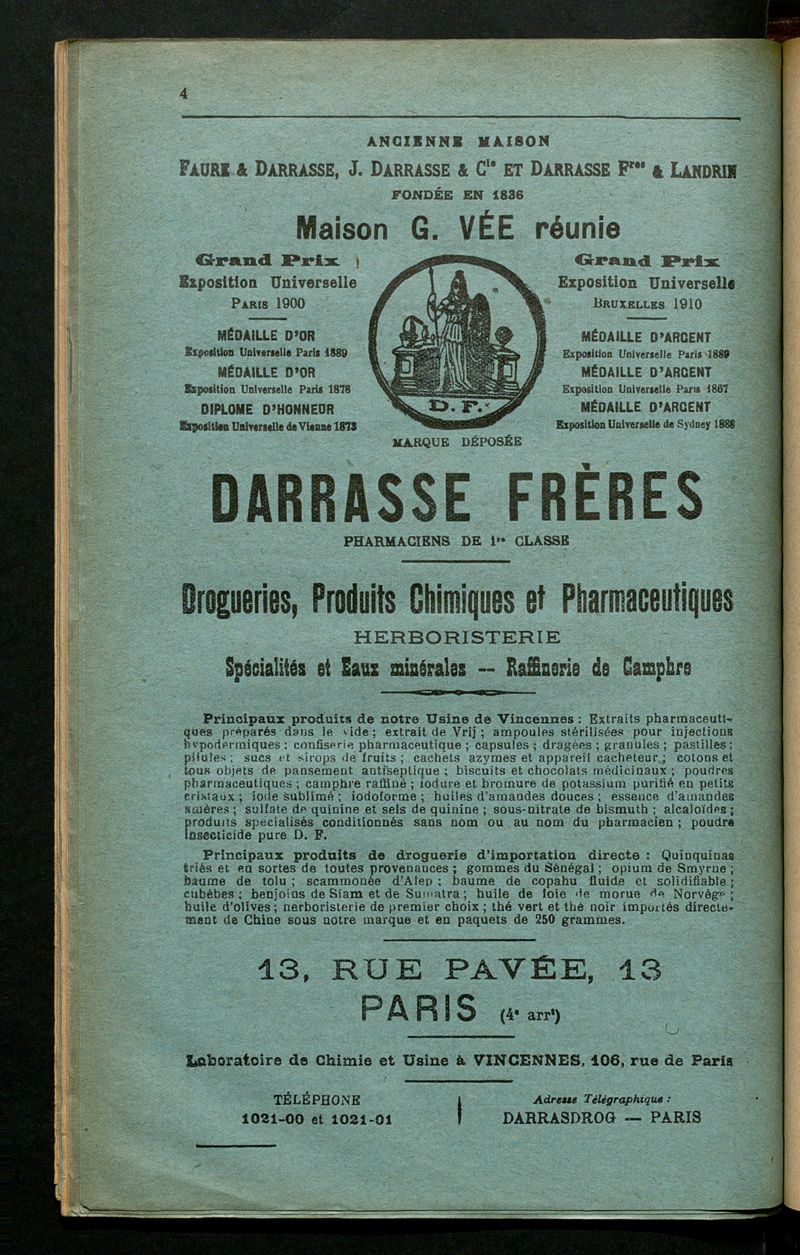 4
ANCIENNE MAISON
FAURE & DARRASSE, J. DARRASSE & Cie ET DARRASSE Fres & LANDRIN
FONDÉE EN 1836
Maison G. VÉE réunie
Grand Prix
Exposition Universelle
PARIS 1900
MÉDAILLE D'OR
Exposition Universelle Paris 1889
MÉDAILLE D'OR
Exposition Universelle Paris 1878
DIPLOME D'HONNEUR
Exposition Universelle de Vienne 1873
D. F.
MARQUE DÉPOSÉE
Grand Prix
Exposition Universelle
BRUXELLES 1910
MÉDAILLE D'ARGENT
Exposition Universelle Paris 1889
MÉDAILLE D'ARGENT
Exposition Universelle Paris 1867
MÉDAILLE D'ARGENT
Exposition Universelle de Sydney 1888
DARRASSE FRÈRES
PHARMACIENS DE 1re CLASSE
Drogueries, Produits Chimiques et Pharmaceutiques
HERBORISTERIE
Spécialités et Eaux minérales — Raffinerie de Camphre
Principaux produits de notre Usine de Vincennes : Extraits pharmaceuti-
ques préparés dans le vide ; extrait de Vrij ; ampoules stérilisées pour injections
hypodermiques ; confiserie pharmaceutique ; capsules ; dragées ; granules ; pastilles ;
pilules ; sucs et sirops de fruits ; cachets azymes et appareil cacheteur ; cotons et
tous objets de pansement antiseptique ; biscuits et chocolats médicinaux ; poudres
pharmaceutiques ; camphre raffiné ; iodure et bromure de potassium purifié en petits
cristaux ; iode sublimé ; iodoforme ; huiles d'amandes douces ; essence d'amandes
amères ; sulfate de quinine et sels de quinine ; sous-nitrate de bismuth ; alcaloïdes ;
produits specialisés conditionnés sans nom ou au nom du pharmacien ; poudre
insecticide pure D. F.
Principaux produits de droguerie d'importation directe : Quinquinas
triés et en sortes de toutes provenances ; gommes du Sénégal ; opium de Smyrne ;
baume de tolu ; scammonée d'Alep ; baume de copahu fluide et solidifiable ;
cubèbes ; benjoins de Siam et de Sumatra ; huile de foie de morue de Norvège ;
huile d'olives ; herboristerie de premier choix ; thé vert et thé noir importés directe-
ment de Chine sous notre marque et en paquets de 250 grammes.
13, RUE PAVÉE, 13
PARIS (4e arrt)
Laboratoire de Chimie et Usine à VINCENNES, 106, rue de Paris
TÉLÉPHONE
1021-00 et 1021-01
Adresse Télégraphique :
DARRASDROG — PARIS